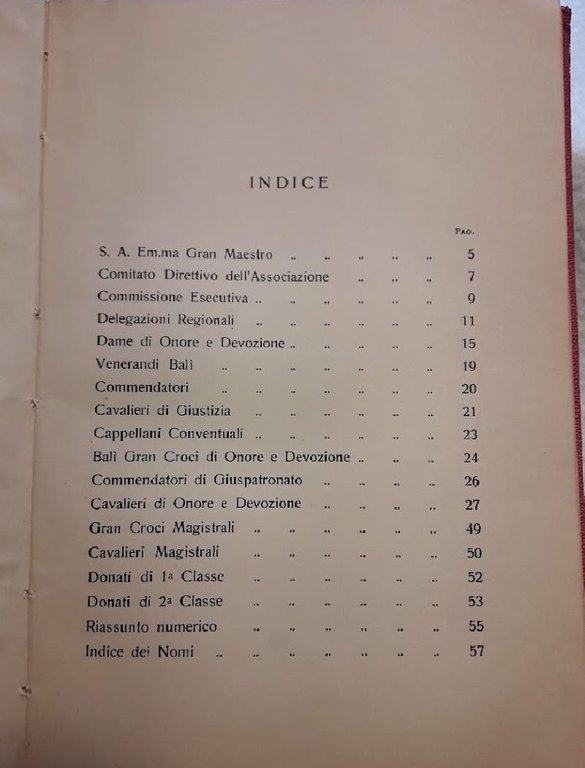 INDICE
PAG.
S. A. Em.ma Gran Maestro .. .. .. .. .. 5
Comitato Direttivo dell'Associazione .. .. .. 7
Commissione Esecutiva .. .. .. .. .. .. 9
Delegazioni Regionali .. .. .. .. .. .. 11
Dame di Onore e Devozione .. .. .. .. .. 15
Venerandi Balì .. .. .. .. .. .. .. 19
Commendatori .. .. .. .. .. .. .. 20
Cavalieri di Giustizia .. .. .. .. .. .. 21
Cappellani Conventuali .. .. .. .. .. .. 23
Balì Gran Croci di Onore e Devozione .. .. .. 24
Commendatori di Giuspatronato .. .. .. .. 26
Cavalieri di Onore e Devozione .. .. .. .. 27
Gran Croci Magistrali .. .. .. .. .. .. 49
Cavalieri Magistrali .. .. .. .. .. .. 50
Donati di 1ª Classe .. .. .. .. .. .. 52
Donati di 2ª Classe .. .. .. .. .. .. 53
Riassunto numerico .. .. .. .. .. .. 55
Indice dei Nomi .. .. .. .. .. .. .. 57